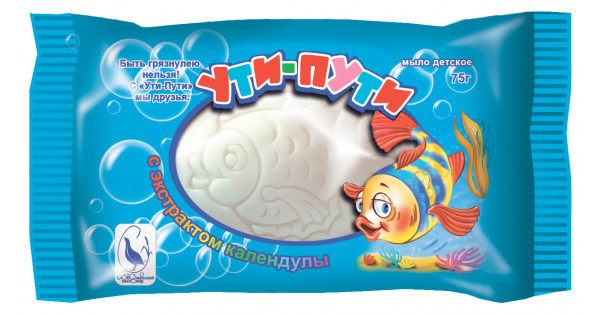 Быть грязнулею
нельзя!
С «Ути-Пути»
мы друзья.
УТИ-ПУТИ
мыло детское
75г
с экстрактом календулы